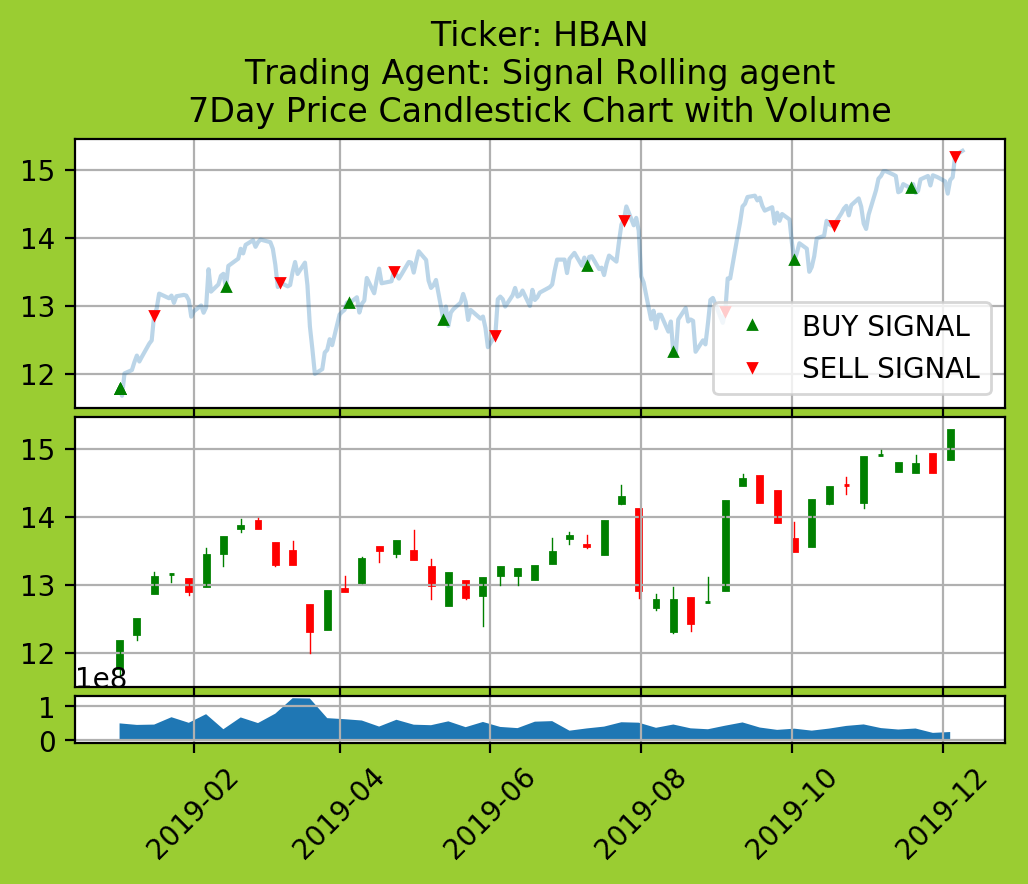 Ticker: HBAN
Trading Agent: Signal Rolling agent
7Day Price Candlestick Chart with Volume
15
14
13
12
BUY SIGNAL
SELL SIGNAL
15
14
13
12
1e8
1
0
2019-02
2019-04
2019-06
2019-08
2019-10
2019-12